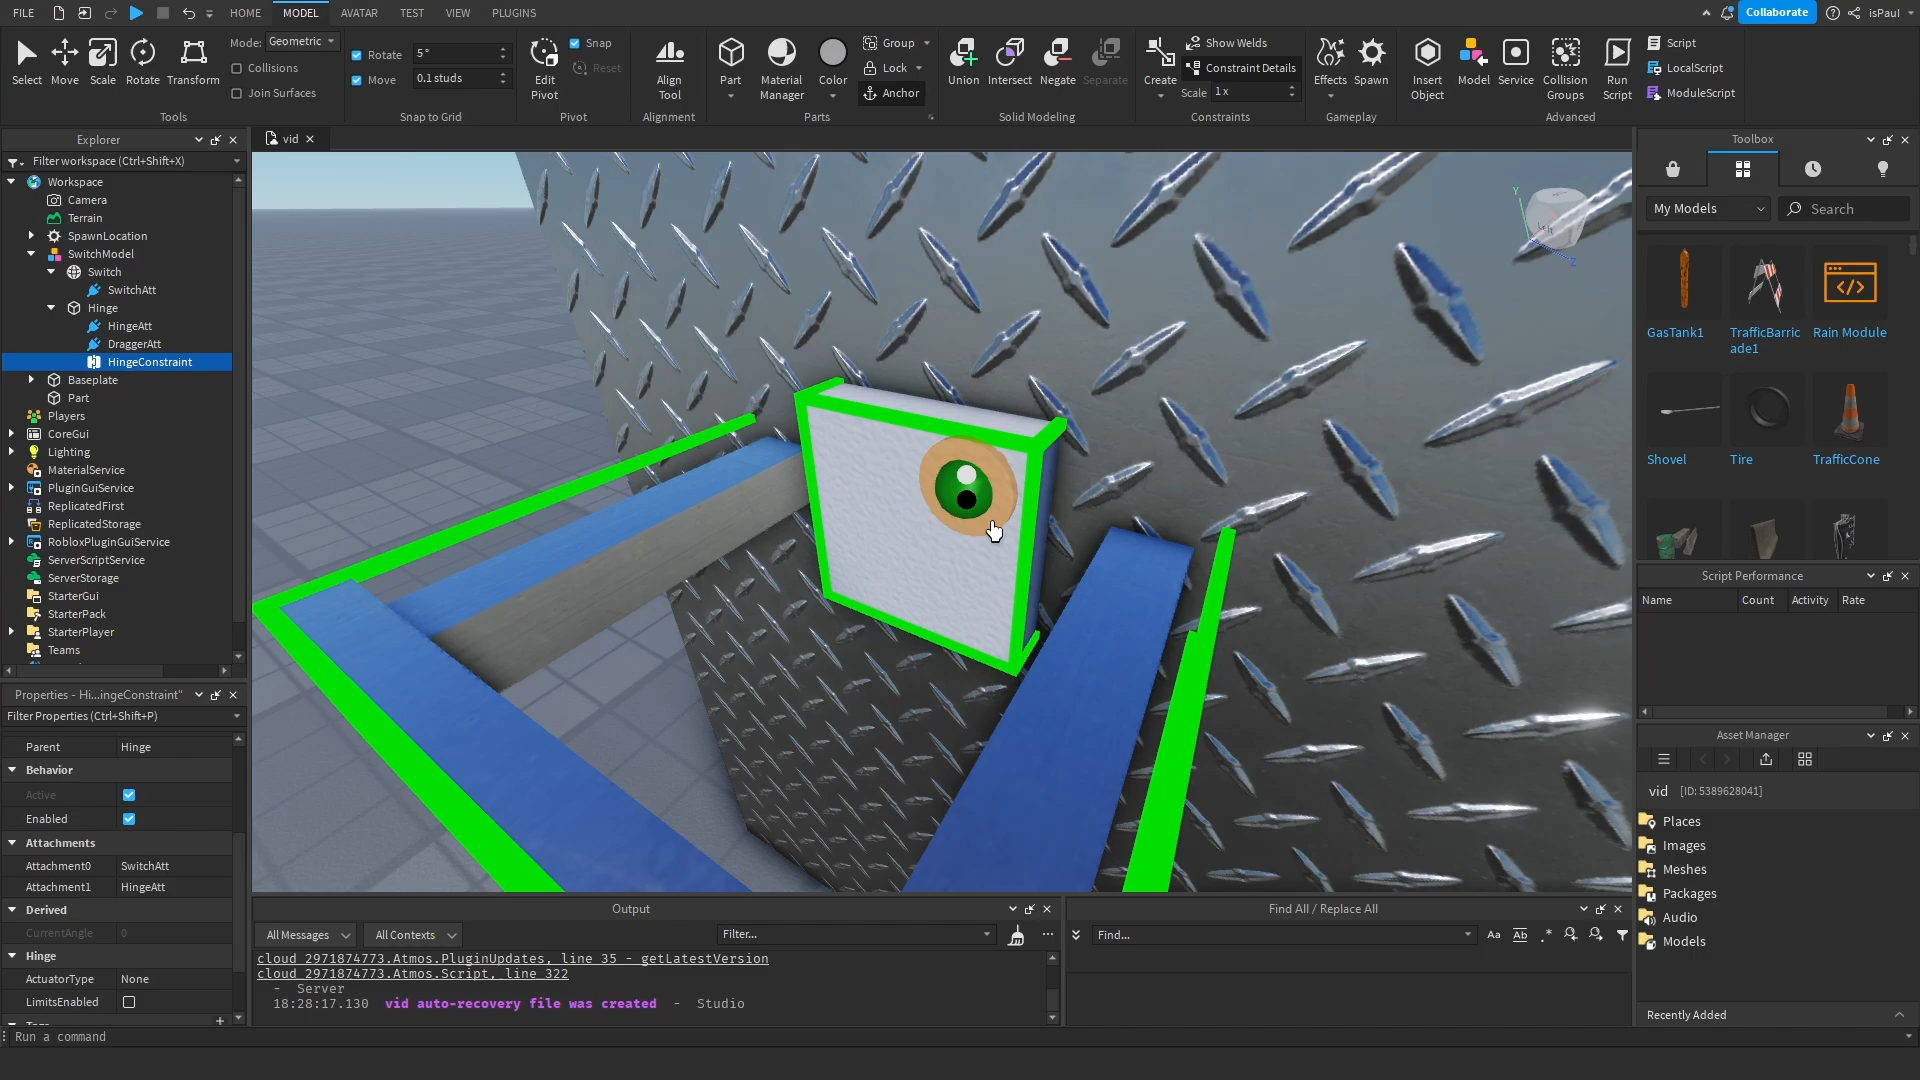 FILE
HOME
MODEL
AVATAR
TEST
VIEW
PLUGINS
Collaborate
isPaul
Select
Move
Scale
Rotate
Transform
Mode:
Geometric
Collisions
Join Surfaces
Tools
Rotate
5 °
Move
0.1 studs
Snap to Grid
Edit
Pivot
Snap
Reset
Pivot
Align
Tool
Alignment
Part
Material
Manager
Color
Group
Lock
Anchor
Parts
Union
Intersect
Negate
Separate
Solid Modeling
Create
Show Welds
Constraint Details
Scale
1 x
Constraints
Effects
Spawn
Gameplay
Insert
Object
Model
Service
Collision
Groups
Run
Script
Script
LocalScript
ModuleScript
Advanced
Explorer
Filter workspace (Ctrl+Shift+X)
Workspace
Camera
Terrain
SpawnLocation
SwitchModel
Switch
SwitchAtt
Hinge
HingeAtt
DraggerAtt
HingeConstraint
Baseplate
Part
Players
CoreGui
Lighting
MaterialService
PluginGuiService
ReplicatedFirst
ReplicatedStorage
RobloxPluginGuiService
ServerScriptService
ServerStorage
StarterGui
StarterPack
StarterPlayer
Teams
Properties - Hi...ingeConstraint"
Filter Properties (Ctrl+Shift+P)
Parent
Hinge
Behavior
Active
Enabled
Attachments
Attachment0
SwitchAtt
Attachment1
HingeAtt
Derived
CurrentAngle
0
Hinge
ActuatorType
None
LimitsEnabled
Run a command
vid
Y
Z
Output
All Messages
All Contexts
Filter...
cloud_2971874773.Atmos.PluginUpdates, line 35 - getLatestVersion
cloud_2971874773.Atmos.Script, line 322
- Server
18:28:17.130 vid auto-recovery file was created - Studio
Find All / Replace All
Find...
Aa
Ab
.*
Toolbox
My Models
Search
GasTank1
TrafficBarric
ade1
Rain Module
Shovel
Tire
TrafficCone
Script Performance
Name
Count
Activity
Rate
Asset Manager
vid
[ID: 5389628041]
Places
Images
Meshes
Packages
Audio
Models
Recently Added